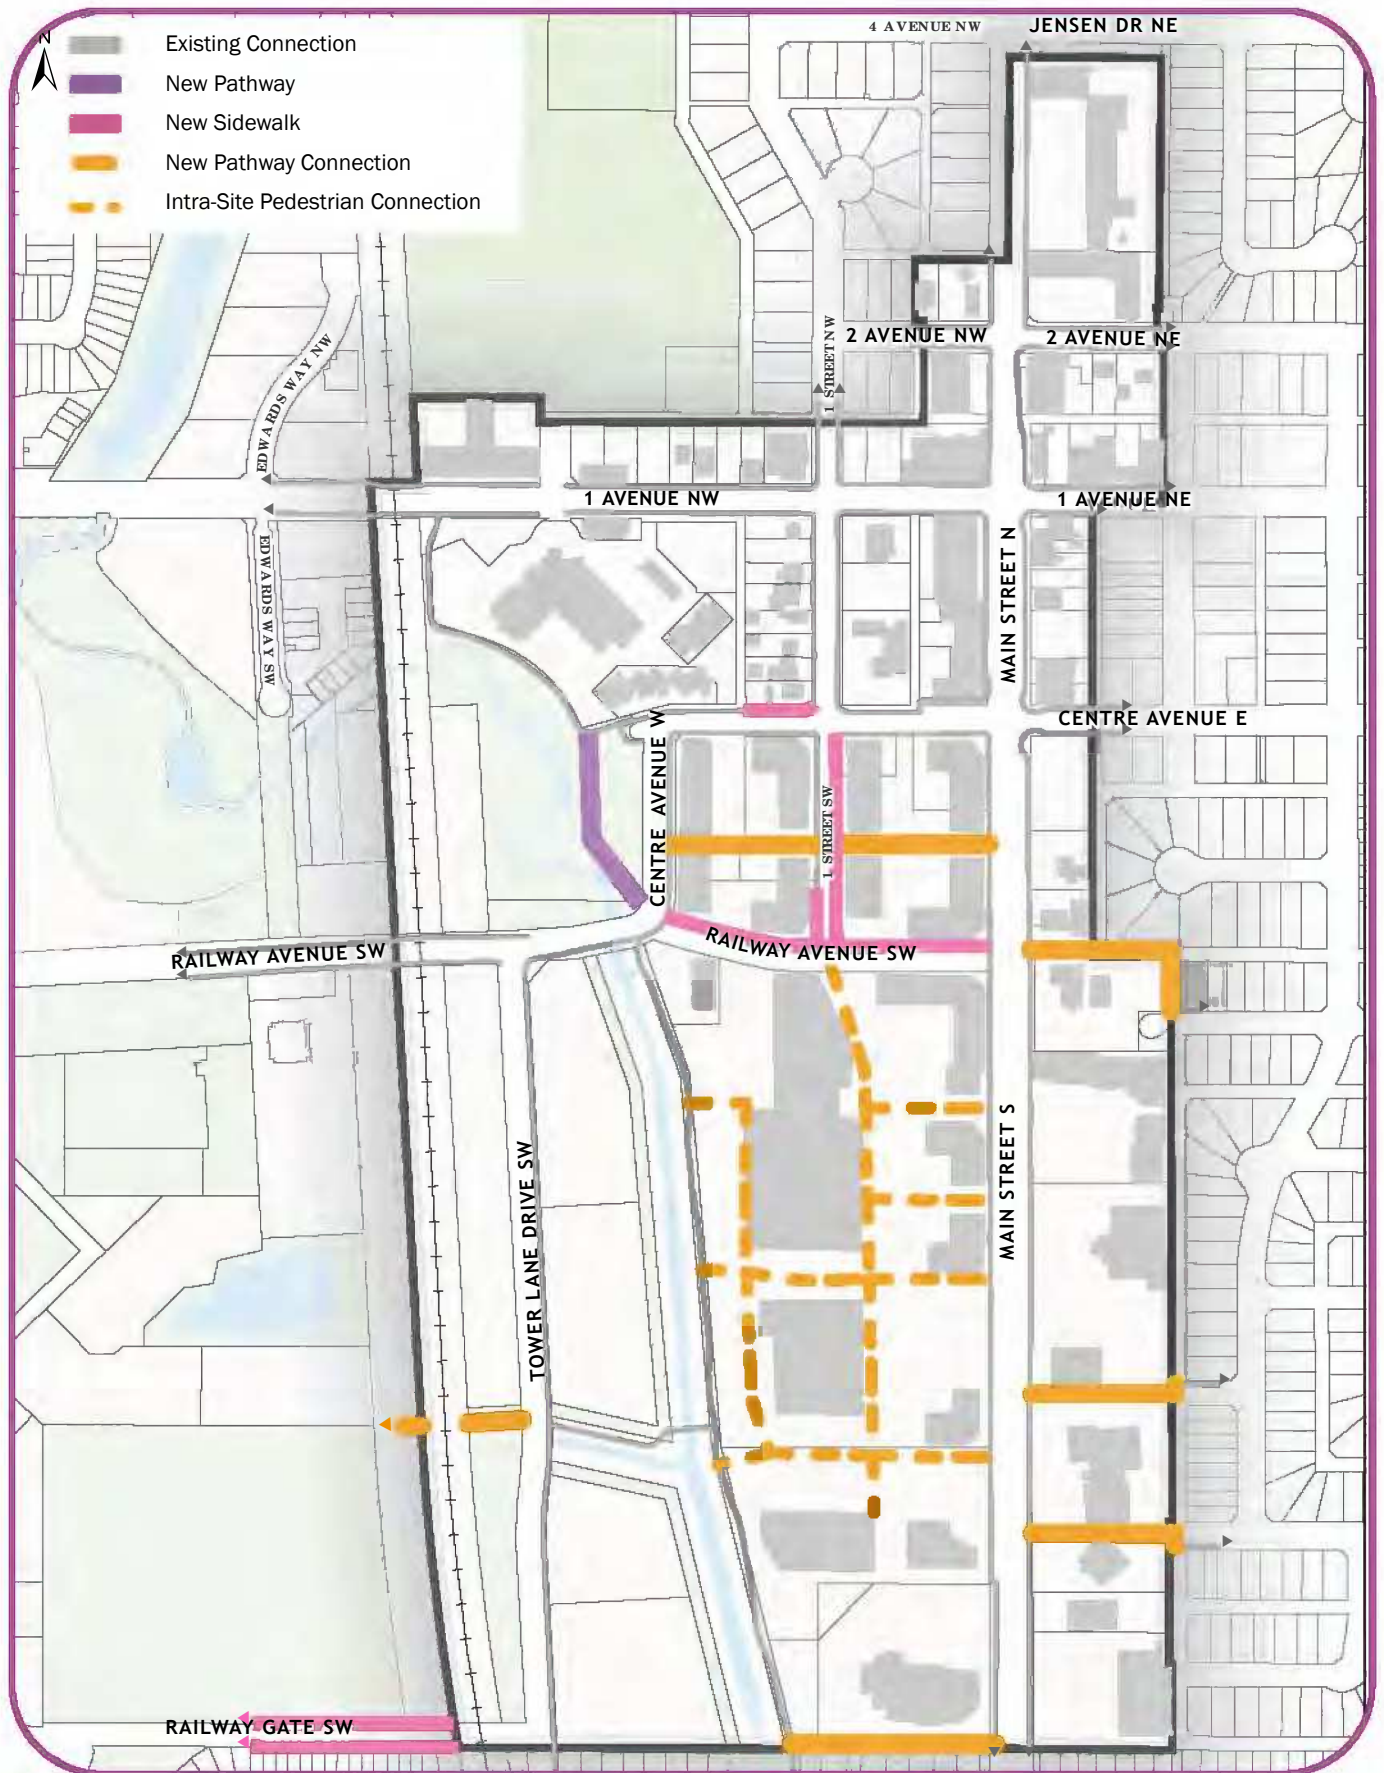 4 AVENUE NW
JENSEN DR NE
N
Existing Connection
New Pathway
New Sidewalk
New Pathway Connection
Intra-Site Pedestrian Connection
2 AVENUE NW
2 AVENUE NE
1 STREET NW
EDWARDS WAY NW
1 AVENUE NW
1 AVENUE NE
EDWARDS WAY SW
MAIN STREET N
CENTRE AVENUE E
CENTRE AVENUE W
1 STREET SW
RAILWAY AVENUE SW
RAILWAY AVENUE SW
TOWER LANE DRIVE SW
MAIN STREET S
RAILWAY GATE SW